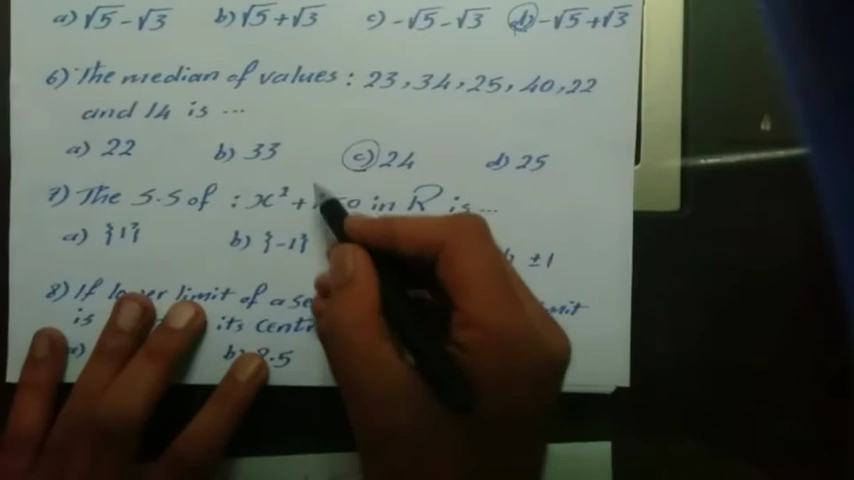 a) √5 - √3 b) √5 + √3 c) -√5 - √3 d) -√5 + √3
6) The median of values : 23, 34, 25, 40, 22
and 14 is ...
a) 22 b) 33 c) 24 d) 25
7) The S.S of : x² + 0 in R is ...
a) {1} b) {-1} ±1
8) If lower limit of a
is its
a) b) 8.5